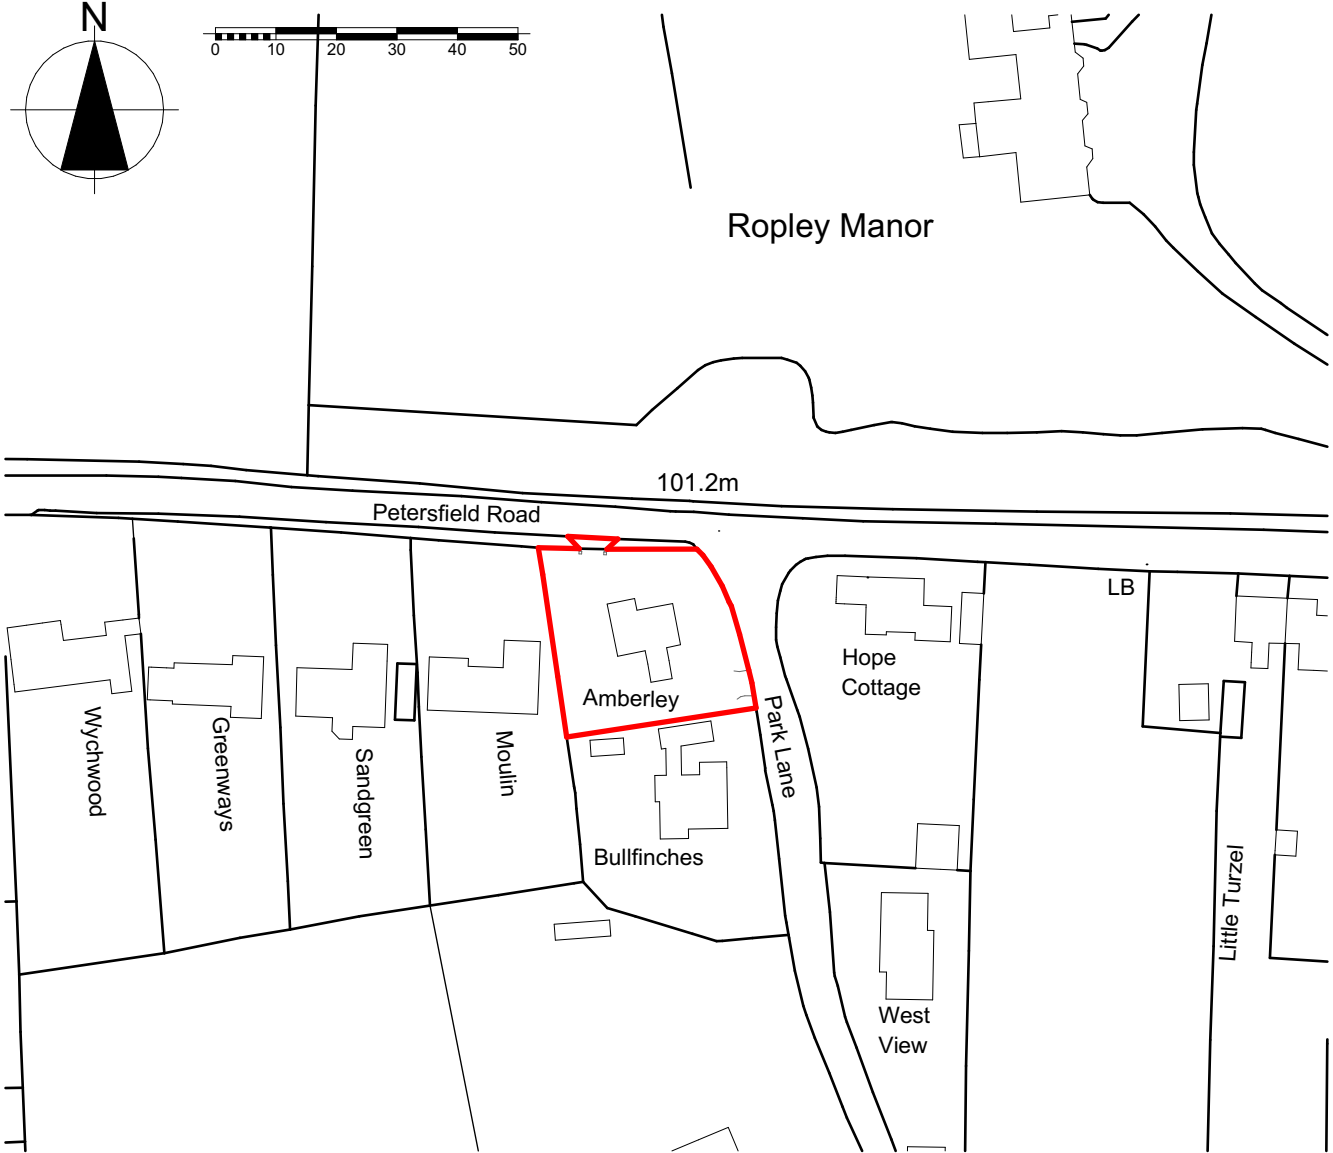 N
0 10 20 30 40 50
Ropley Manor
101.2m
Petersfield Road
LB
Hope
Cottage
Amberley
Park Lane
Wychwood
Greenways
Sandgreen
Moulin
Bullfinches
Little Turzel
West
View